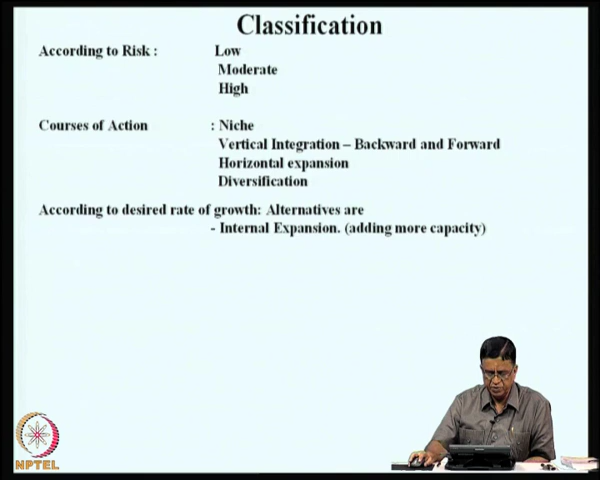 Classification
According to Risk : Low
Moderate
High
Courses of Action : Niche
Vertical Integration – Backward and Forward
Horizontal expansion
Diversification
According to desired rate of growth: Alternatives are
- Internal Expansion. (adding more capacity)
NPTEL